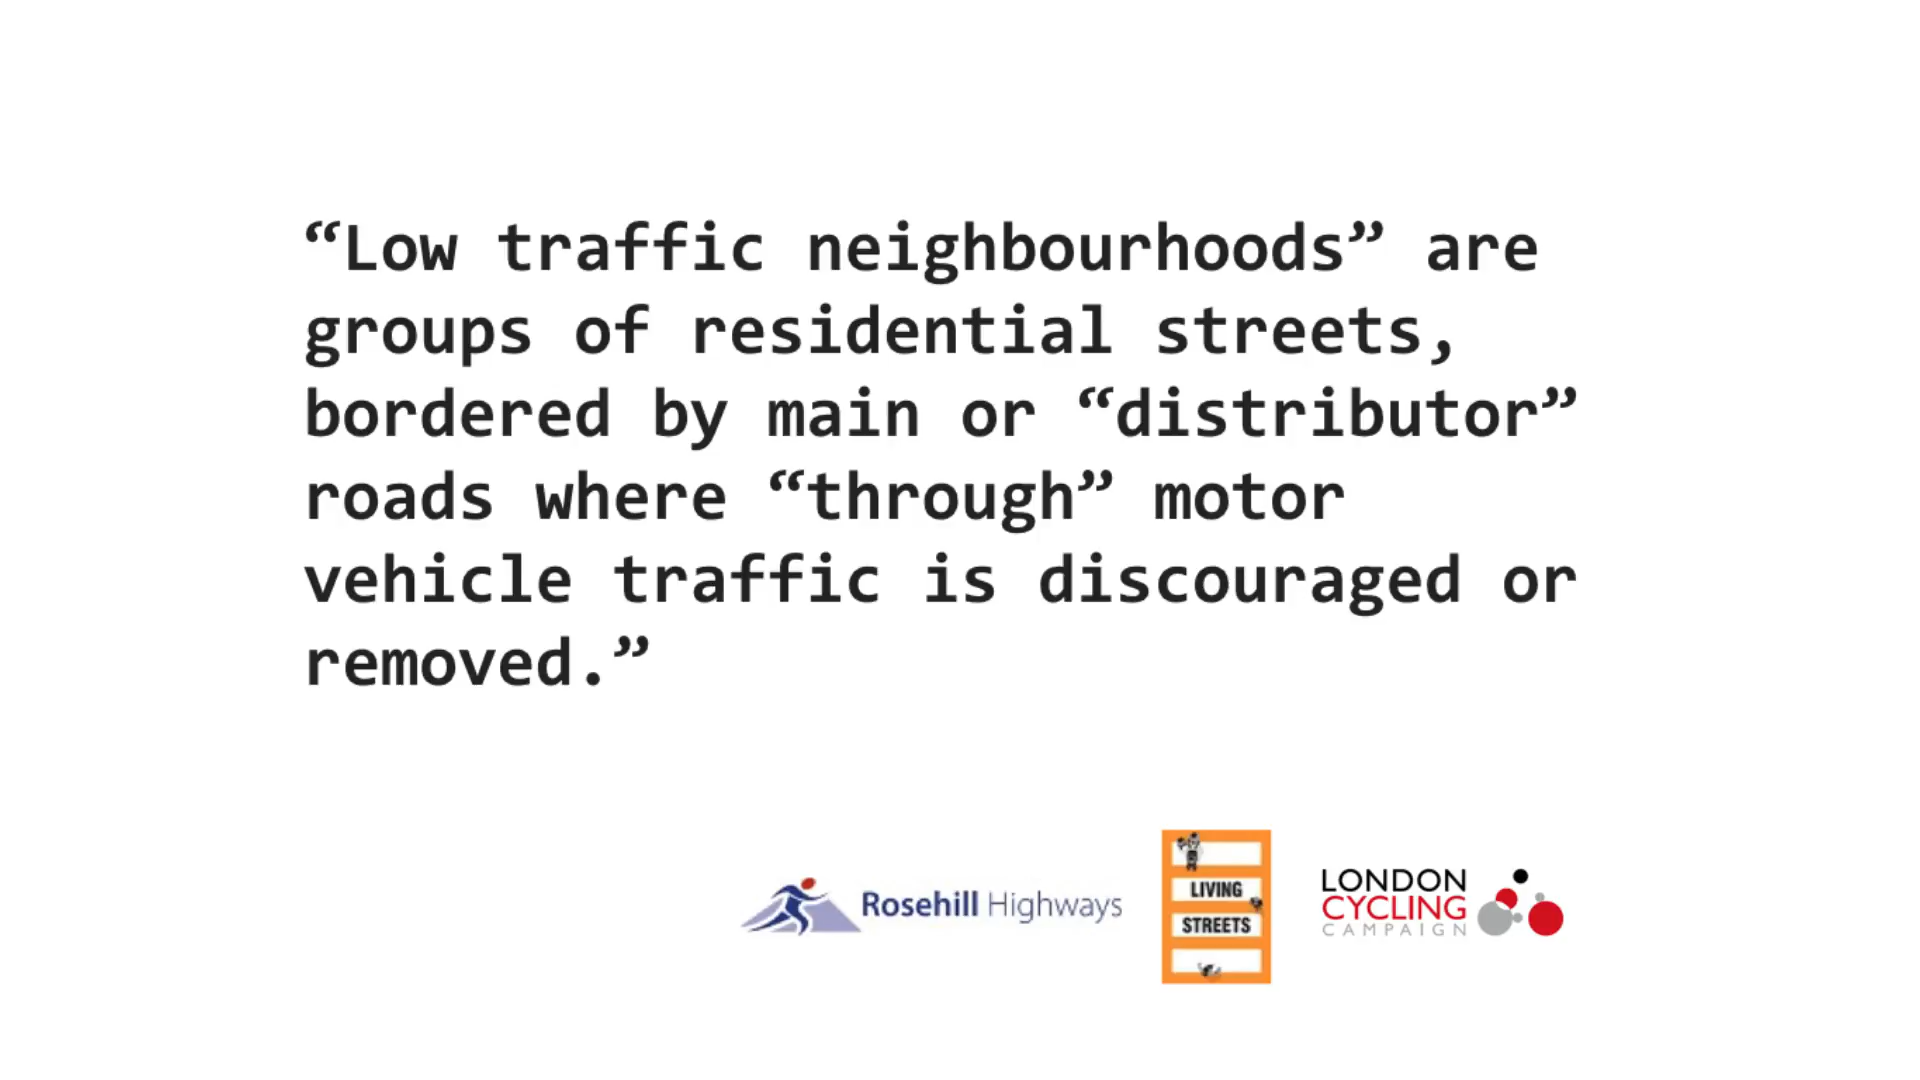 “Low traffic neighbourhoods” are
groups of residential streets,
bordered by main or “distributor”
roads where “through” motor
vehicle traffic is discouraged or
removed.”
Rosehill Highways
LIVING
STREETS
LONDON
CYCLING
CAMPAIGN